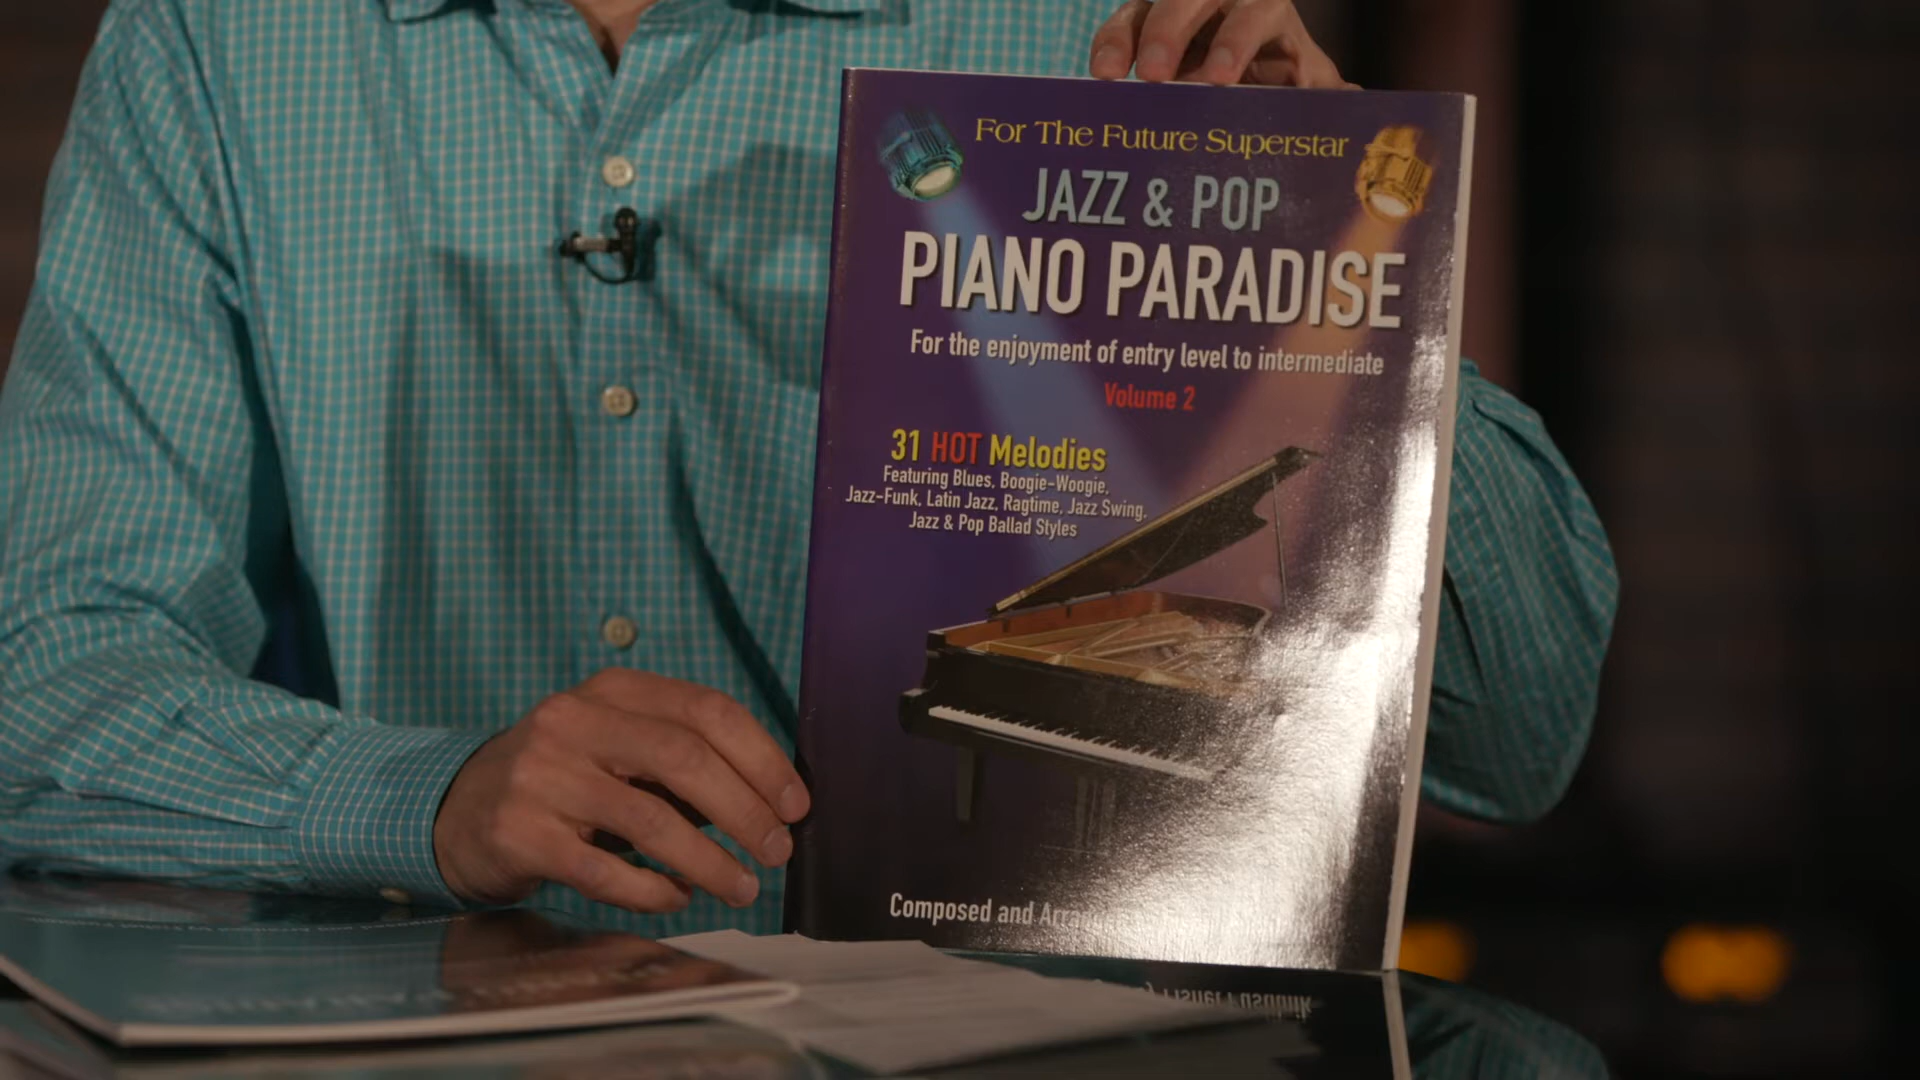 For The Future Superstar
JAZZ & POP
PIANO PARADISE
For the enjoyment of entry level to intermediate
Volume 2
31 HOT Melodies
Featuring Blues, Boogie-Woogie,
Jazz-Funk, Latin Jazz, Ragtime, Jazz Swing,
Jazz & Pop Ballad Styles
Composed and